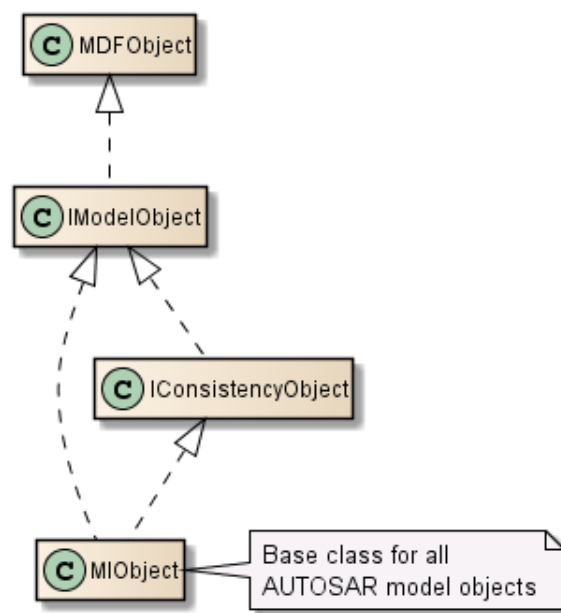 C MDFObject
C IModelObject
C IConsistencyObject
C MIObject
Base class for all
AUTOSAR model objects